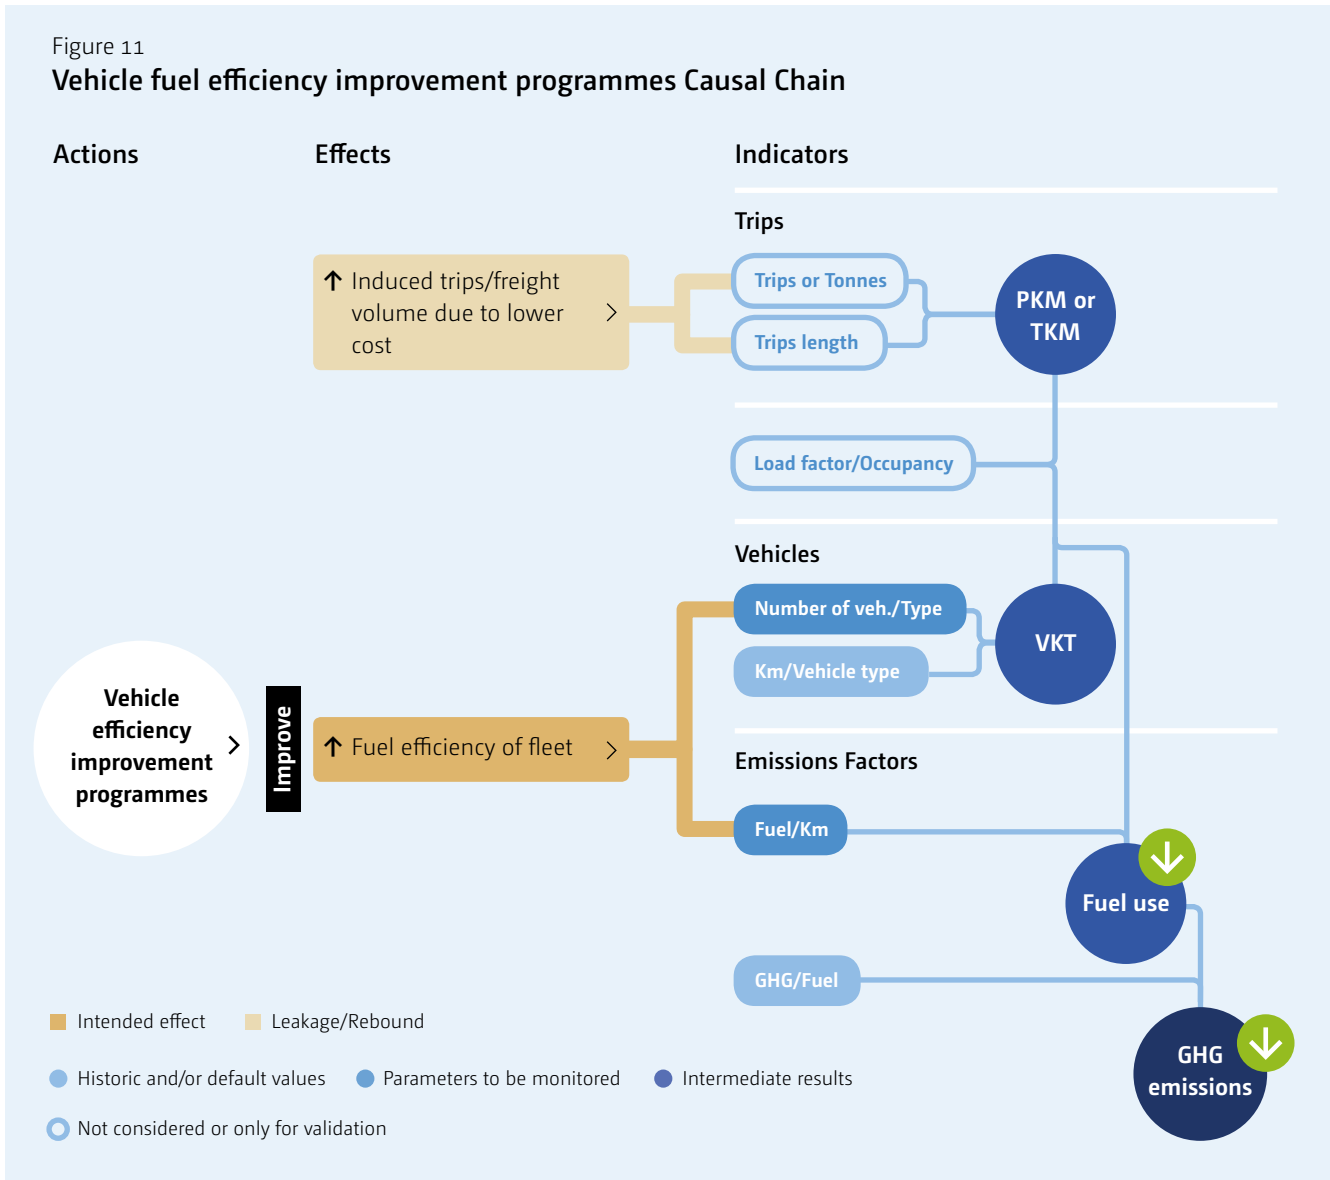 Figure 11
Vehicle fuel efficiency improvement programmes Causal Chain
Actions
Effects
Indicators
Trips
Induced trips/freight
volume due to lower
cost
Trips or Tonnes
Trips length
PKM or
TKM
Load factor/Occupancy
Vehicles
Number of veh./Type
Km/Vehicle type
VKT
Vehicle
efficiency
improvement
programmes
Improve
Fuel efficiency of fleet
Emissions Factors
Fuel/Km
Fuel use
GHG/Fuel
GHG
emissions
Intended effect
Leakage/Rebound
Historic and/or default values
Parameters to be monitored
Intermediate results
Not considered or only for validation